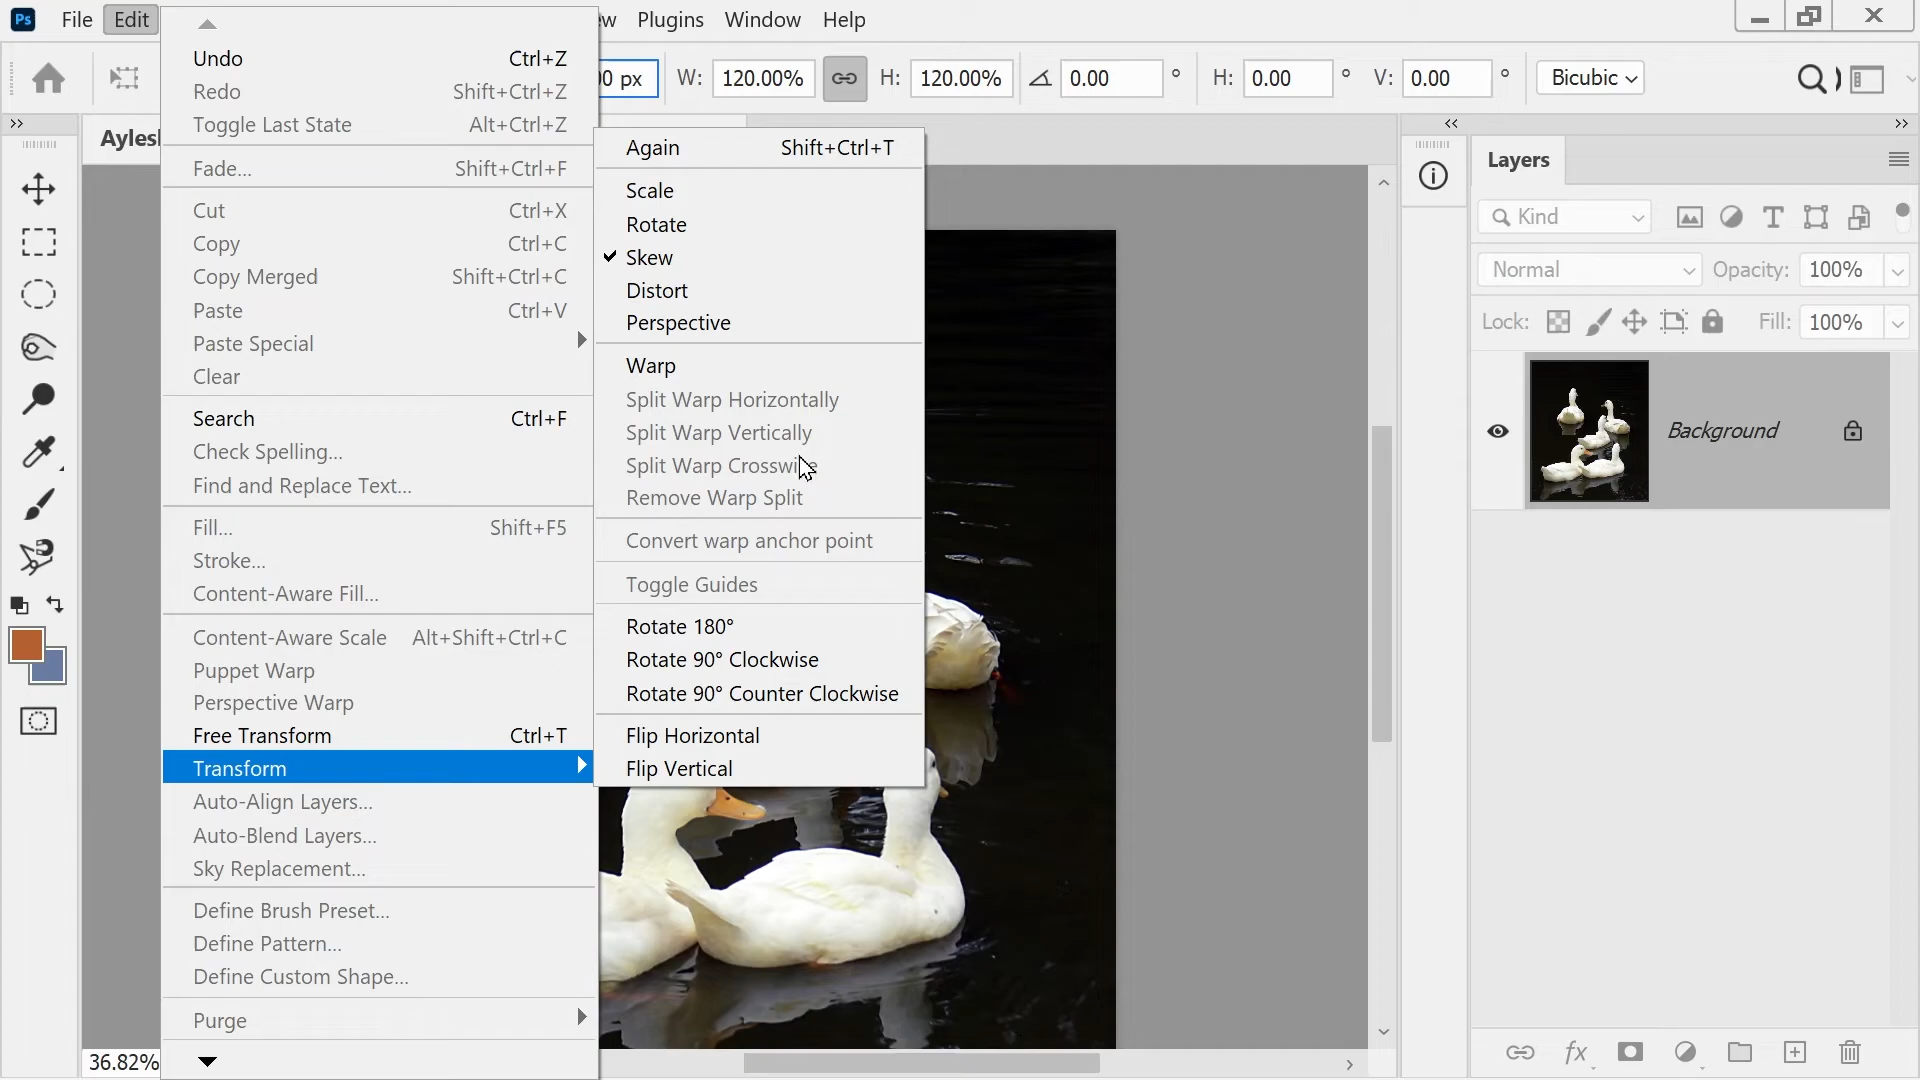 Ps File Edit Plugins Window Help
px W: 120.00% H: 120.00% 0.00 ° H: 0.00 ° V: 0.00 ° Bicubic
Undo Ctrl+Z
Redo Shift+Ctrl+Z
Toggle Last State Alt+Ctrl+Z
Fade... Shift+Ctrl+F
Cut Ctrl+X
Copy Ctrl+C
Copy Merged Shift+Ctrl+C
Paste Ctrl+V
Paste Special
Clear
Search Ctrl+F
Check Spelling...
Find and Replace Text...
Fill... Shift+F5
Stroke...
Content-Aware Fill...
Content-Aware Scale Alt+Shift+Ctrl+C
Puppet Warp
Perspective Warp
Free Transform Ctrl+T
Transform
Auto-Align Layers...
Auto-Blend Layers...
Sky Replacement...
Define Brush Preset...
Define Pattern...
Define Custom Shape...
Purge
Again Shift+Ctrl+T
Scale
Rotate
Skew
Distort
Perspective
Warp
Split Warp Horizontally
Split Warp Vertically
Split Warp Crosswise
Remove Warp Split
Convert warp anchor point
Toggle Guides
Rotate 180°
Rotate 90° Clockwise
Rotate 90° Counter Clockwise
Flip Horizontal
Flip Vertical
36.82%
Layers
Kind
Normal Opacity: 100%
Lock: Fill: 100%
Background
fx